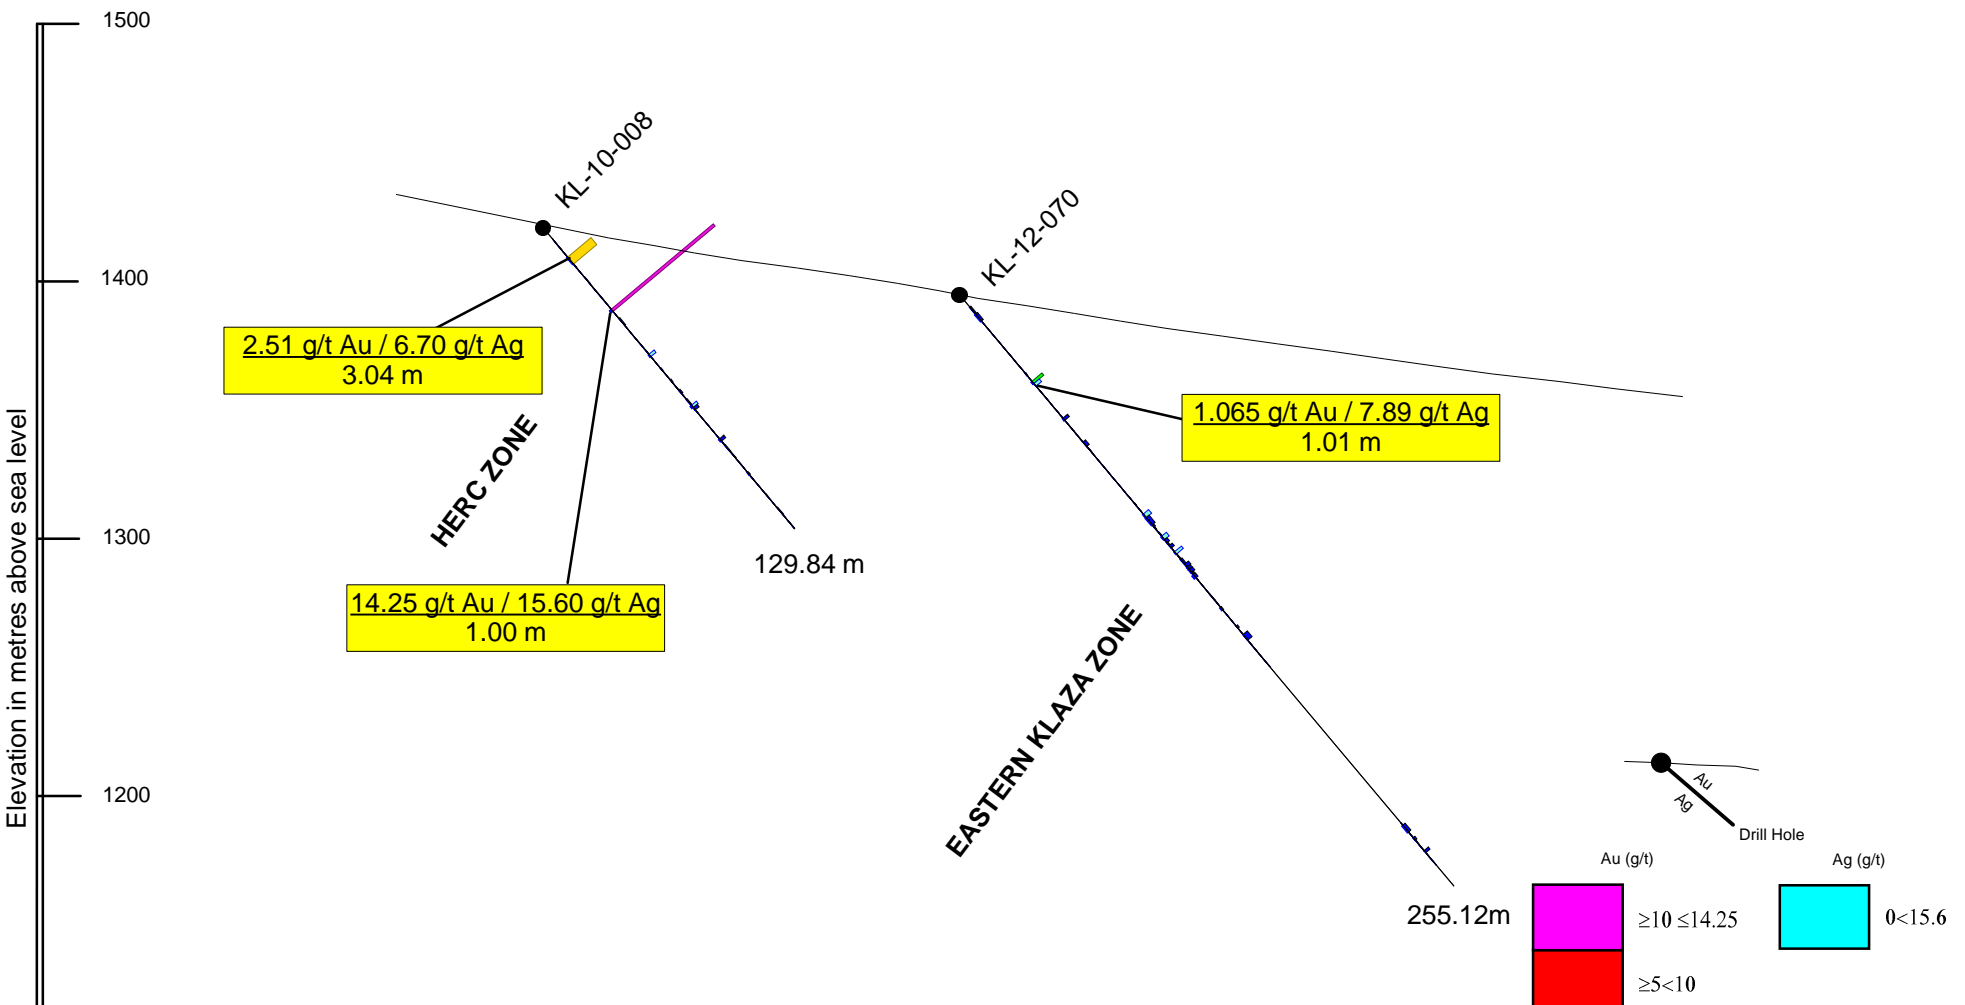 1500
KL-10-008
KL-12-070
1400
2.51 g/t Au / 6.70 g/t Ag
3.04 m
1.065 g/t Au / 7.89 g/t Ag
1.01 m
HERC ZONE
Elevation in metres above sea level
1300
129.84 m
14.25 g/t Au / 15.60 g/t Ag
1.00 m
EASTERN KLAZA ZONE
1200
Au
Ag
Drill Hole
255.12m
Au (g/t)
Ag (g/t)
≥10 ≤14.25
0<15.6
≥5<10